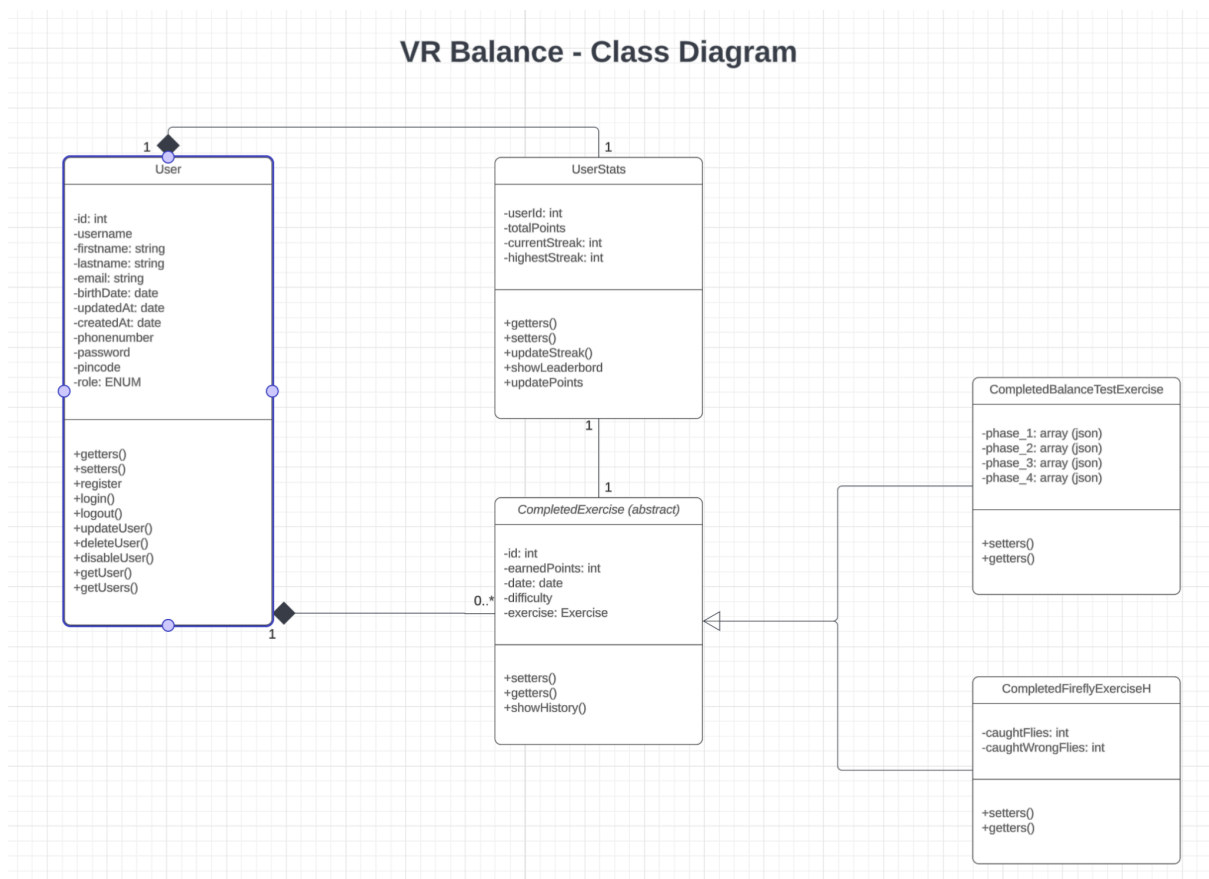 VR Balance - Class Diagram
1
1
User
-id: int
-username
-firstname: string
-lastname: string
-email: string
-birthDate: date
-updatedAt: date
-createdAt: date
-phonenumber
-password
-pincode
-role: ENUM
+getters()
+setters()
+register
+login()
+logout()
+updateUser()
+deleteUser()
+disableUser()
+getUser()
+getUsers()
1
UserStats
-userId: int
-totalPoints
-currentStreak: int
-highestStreak: int
+getters()
+setters()
+updateStreak()
+showLeaderbord
+updatePoints
1
1
0..*
CompletedExercise (abstract)
-id: int
-earnedPoints: int
-date: date
-difficulty
-exercise: Exercise
+setters()
+getters()
+showHistory()
CompletedBalanceTestExercise
-phase_1: array (json)
-phase_2: array (json)
-phase_3: array (json)
-phase_4: array (json)
+setters()
+getters()
CompletedFireflyExerciseH
-caughtFlies: int
-caughtWrongFlies: int
+setters()
+getters()